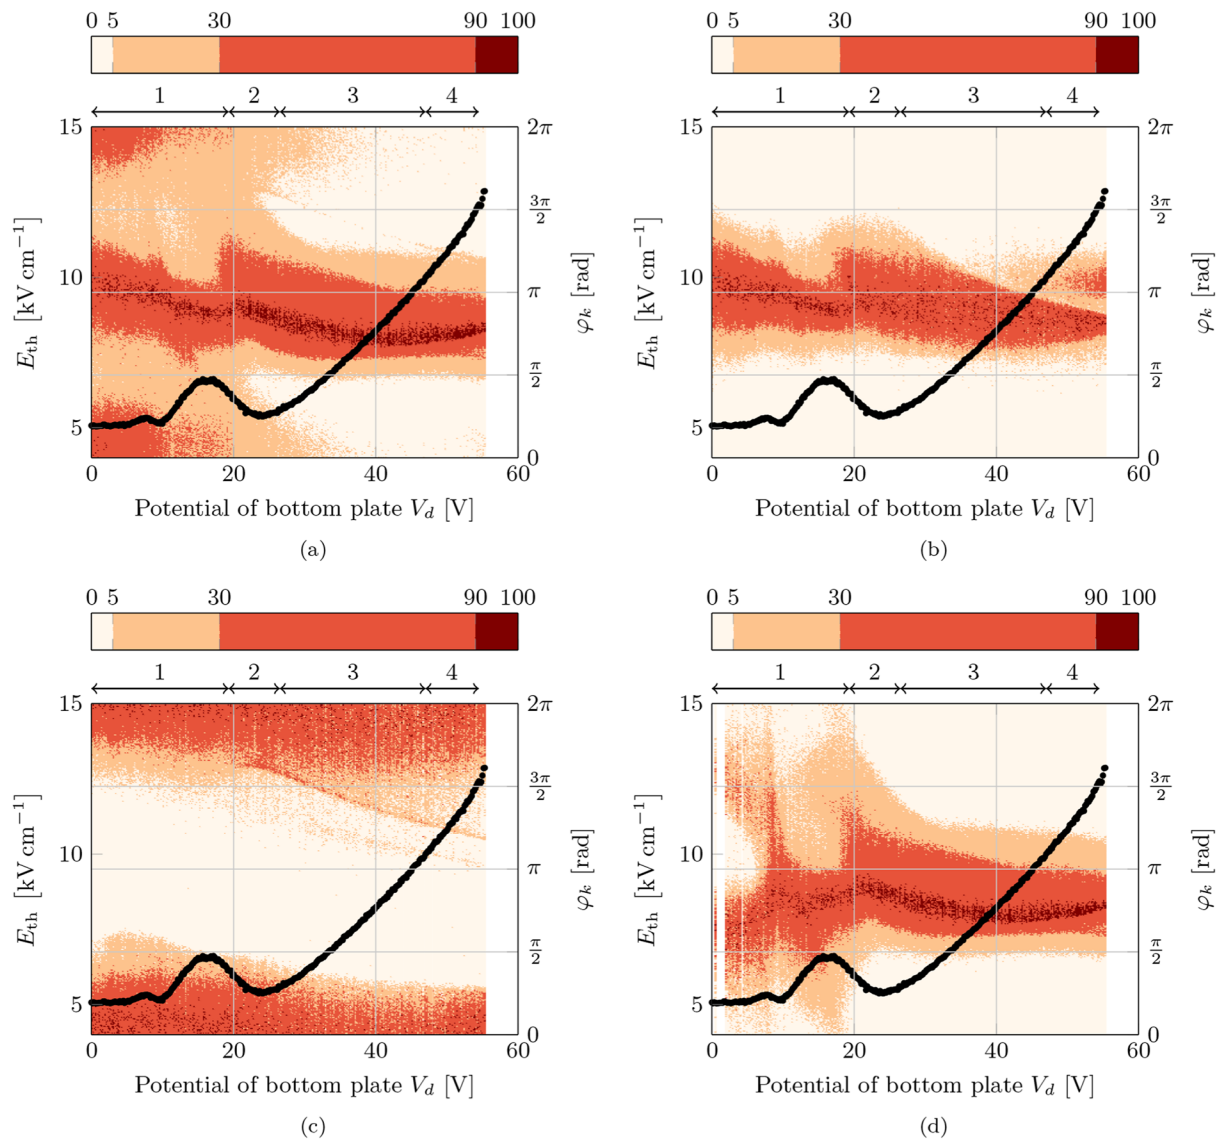 0 5 30 90 100
1 2 3 4
15 10 5
E_th [kV cm⁻¹]
2π 3π/2 π π/2 0
φ_k [rad]
0 20 40 60
Potential of bottom plate V_d [V]
(a)
0 5 30 90 100
1 2 3 4
15 10 5
E_th [kV cm⁻¹]
2π 3π/2 π π/2 0
φ_k [rad]
0 20 40 60
Potential of bottom plate V_d [V]
(b)
0 5 30 90 100
1 2 3 4
15 10 5
E_th [kV cm⁻¹]
2π 3π/2 π π/2 0
φ_k [rad]
0 20 40 60
Potential of bottom plate V_d [V]
(c)
0 5 30 90 100
1 2 3 4
15 10 5
E_th [kV cm⁻¹]
2π 3π/2 π π/2 0
φ_k [rad]
0 20 40 60
Potential of bottom plate V_d [V]
(d)